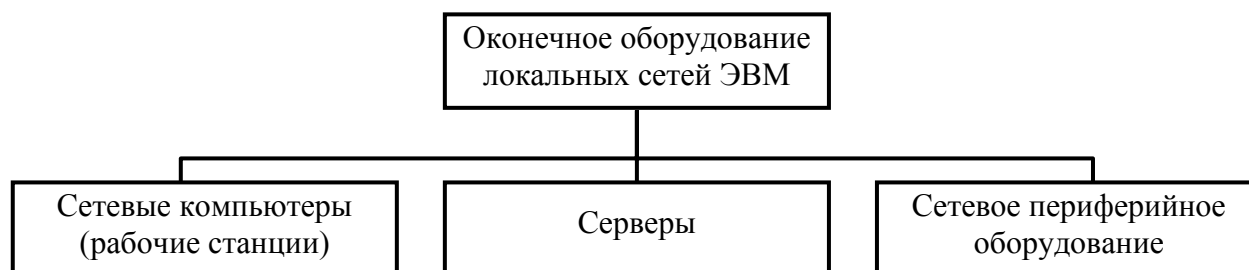 Оконечное оборудование
локальных сетей ЭВМ
Сетевые компьютеры
(рабочие станции)
Серверы
Сетевое периферийное
оборудование